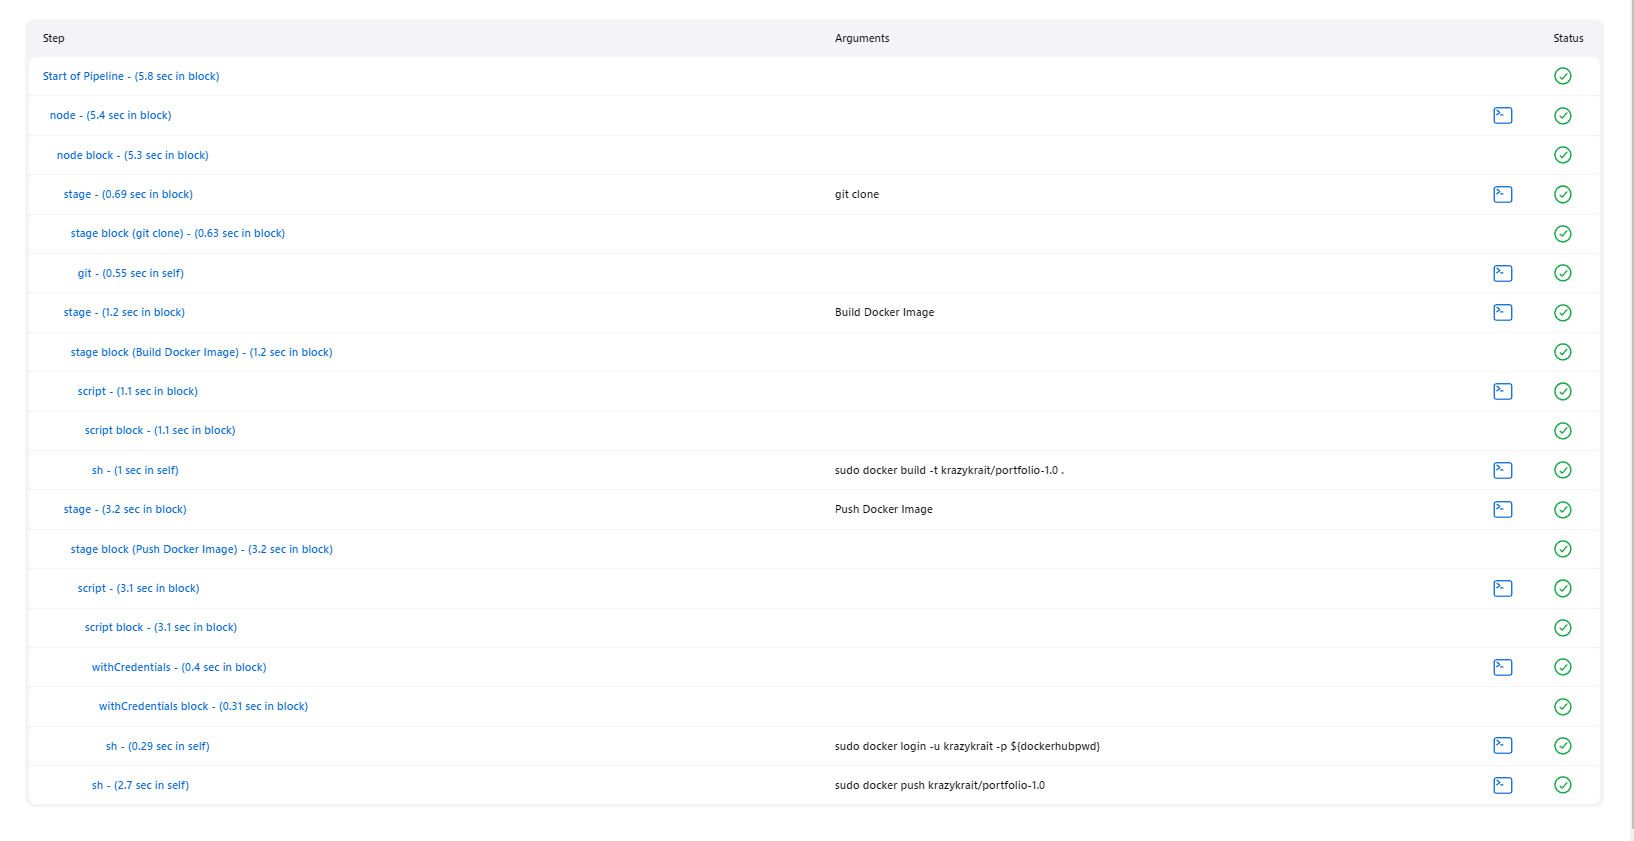 Step Arguments Status
Start of Pipeline - (5.8 sec in block)
node - (5.4 sec in block)
node block - (5.3 sec in block)
stage - (0.69 sec in block) git clone
stage block (git clone) - (0.63 sec in block)
git - (0.55 sec in self)
stage - (1.2 sec in block) Build Docker Image
stage block (Build Docker Image) - (1.2 sec in block)
script - (1.1 sec in block)
script block - (1.1 sec in block)
sh - (1 sec in self) sudo docker build -t krazykrait/portfolio-1.0 .
stage - (3.2 sec in block) Push Docker Image
stage block (Push Docker Image) - (3.2 sec in block)
script - (3.1 sec in block)
script block - (3.1 sec in block)
withCredentials - (0.4 sec in block)
withCredentials block - (0.31 sec in block)
sh - (0.29 sec in self) sudo docker login -u krazykrait -p ${dockerhubpwd}
sh - (2.7 sec in self) sudo docker push krazykrait/portfolio-1.0